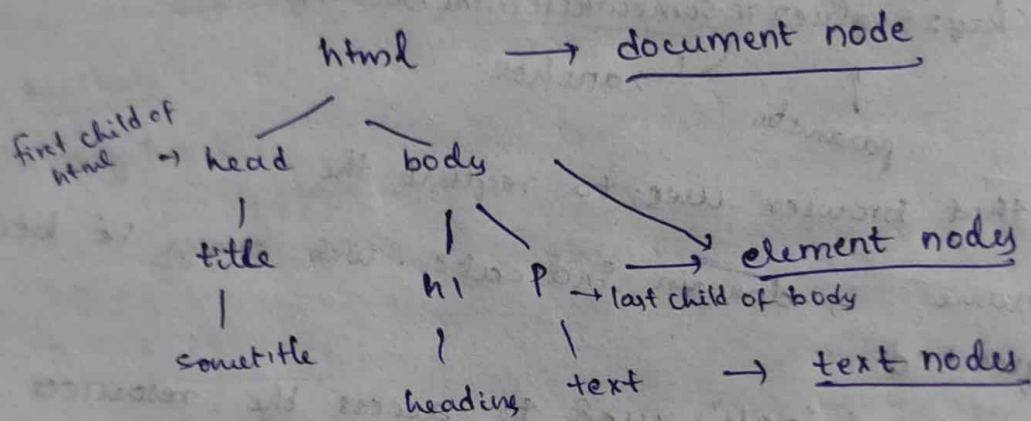 html → document node
first child of
html → head
body
title
element nodes
h1
p → last child of body
sometitle
heading
text
→ text nodes